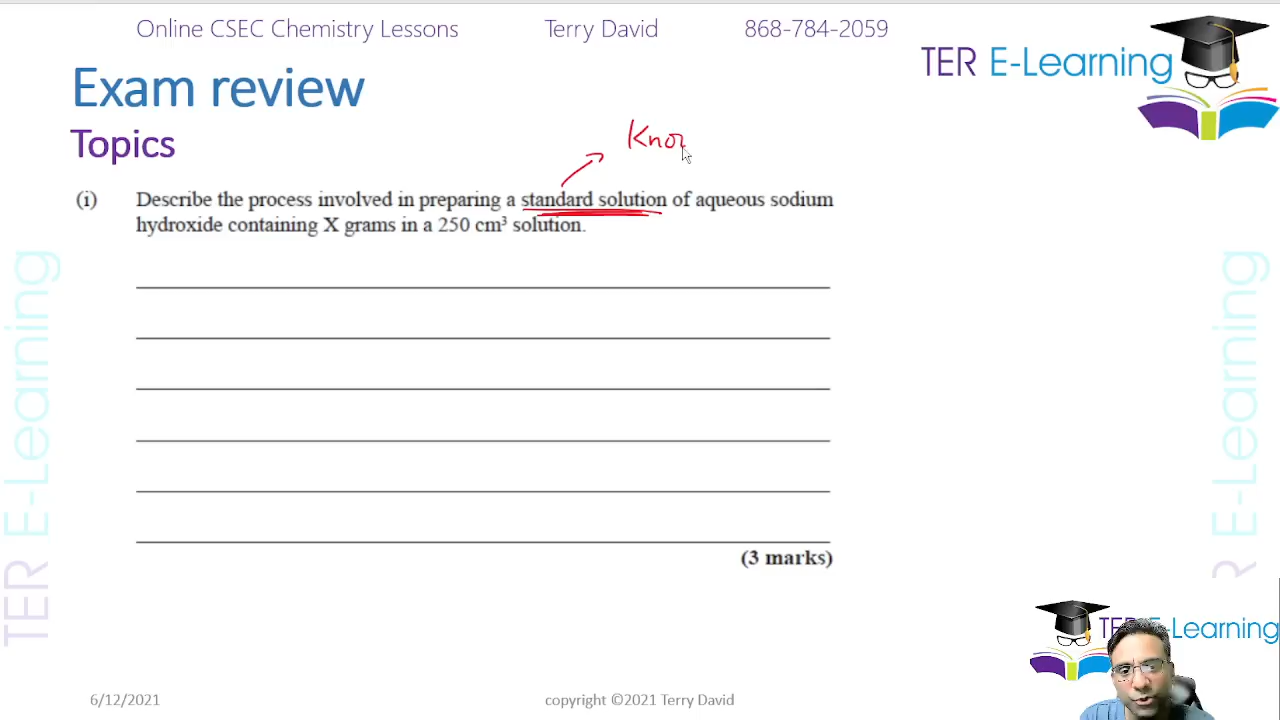 Online CSEC Chemistry Lessons Terry David 868-784-2059
TER E-Learning
Exam review
Topics
Kno
(i) Describe the process involved in preparing a standard solution of aqueous sodium
hydroxide containing X grams in a 250 cm³ solution.
(3 marks)
TER E-Learning
TER E-Learning
TER E-Learning
6/12/2021 copyright ©2021 Terry David